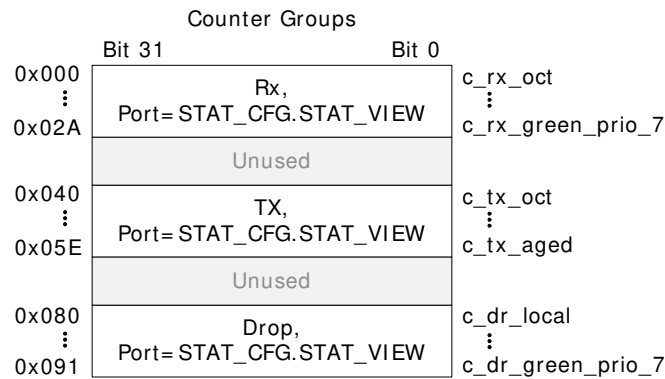 Counter Groups
Bit 31 Bit 0
0x000 c_rx_oct
Rx,
Port=STAT_CFG.STAT_VIEW
0x02A c_rx_green_prio_7
Unused
0x040 c_tx_oct
TX,
Port=STAT_CFG.STAT_VIEW
0x05E c_tx_aged
Unused
0x080 c_dr_local
Drop,
Port=STAT_CFG.STAT_VIEW
0x091 c_dr_green_prio_7